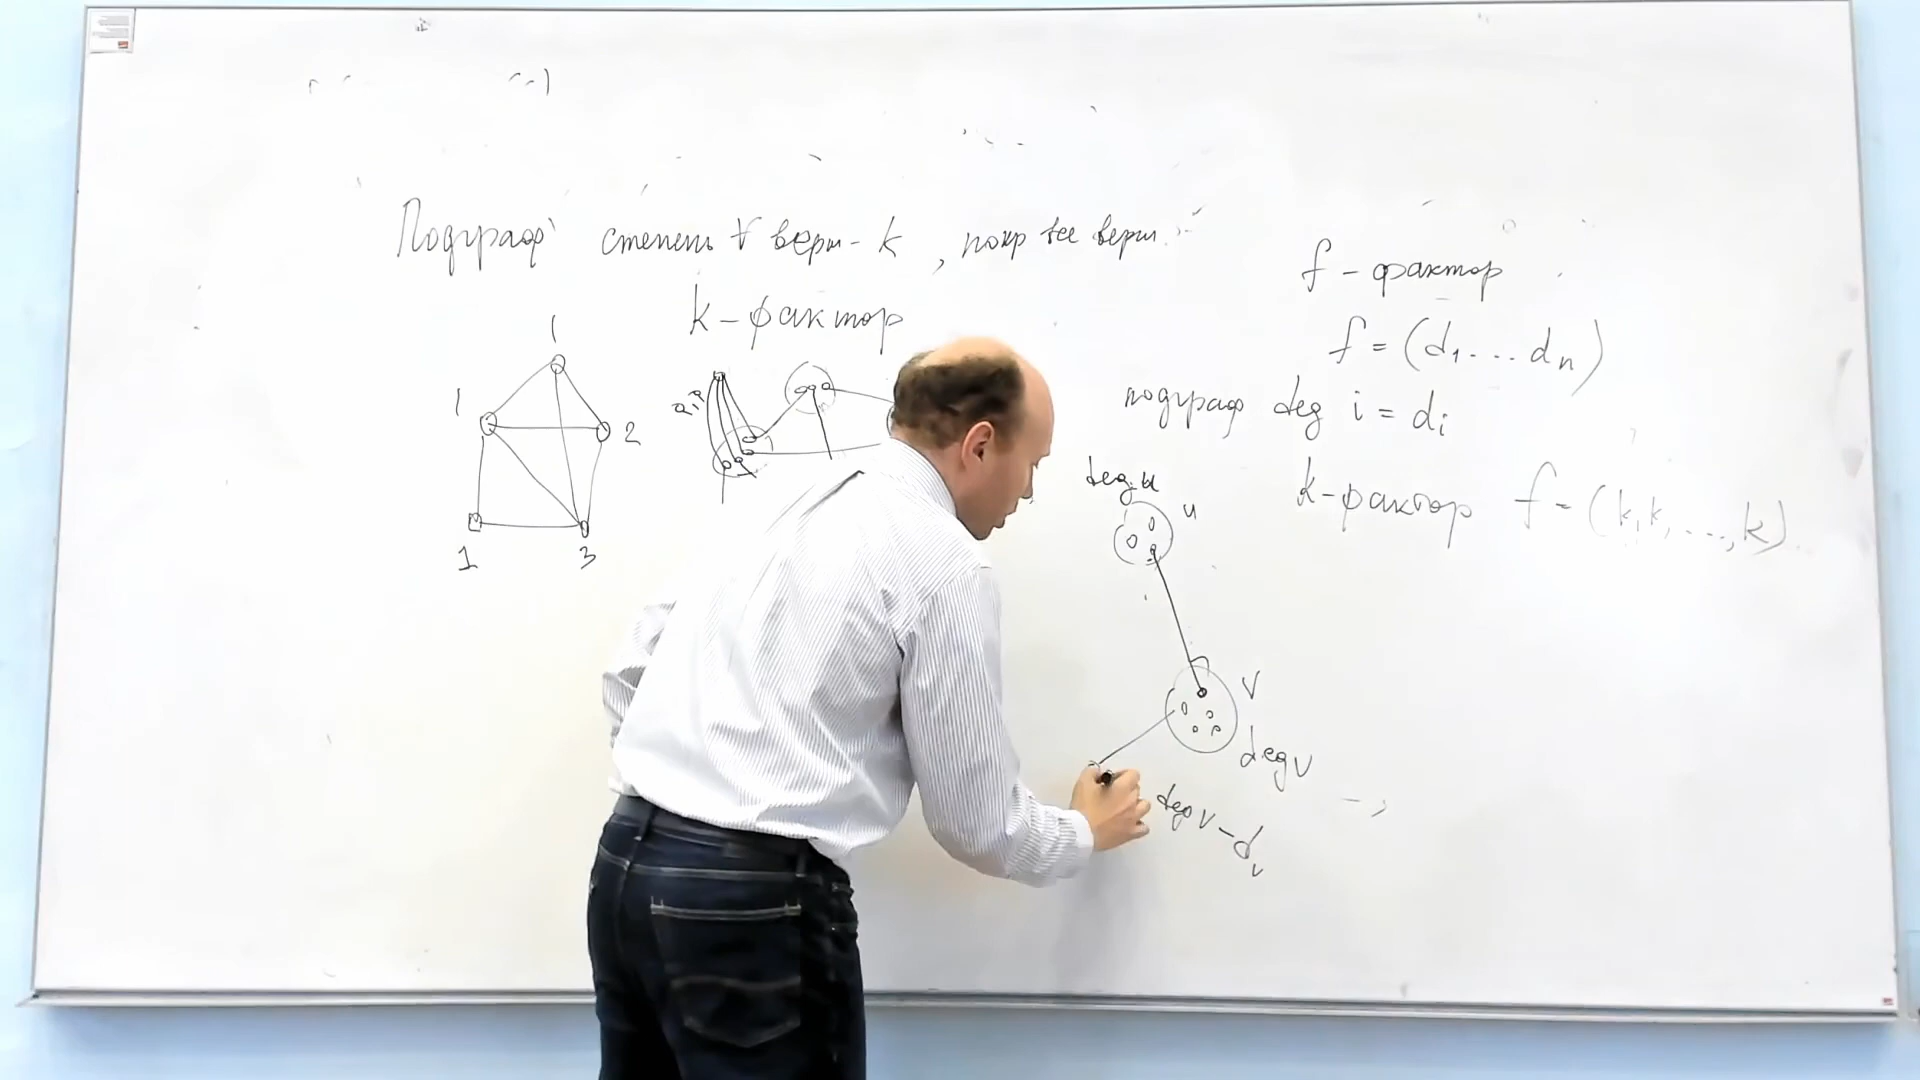 Подграф степень ∀ верш - k, покр все верш.
k-фактор
1
1
2
1
3
f - фактор
f = (d₁ ... dₙ)
подграф deg i = dᵢ
k-фактор f = (k, k, ..., k)
deg u
u
v
deg v
deg v - dᵥ